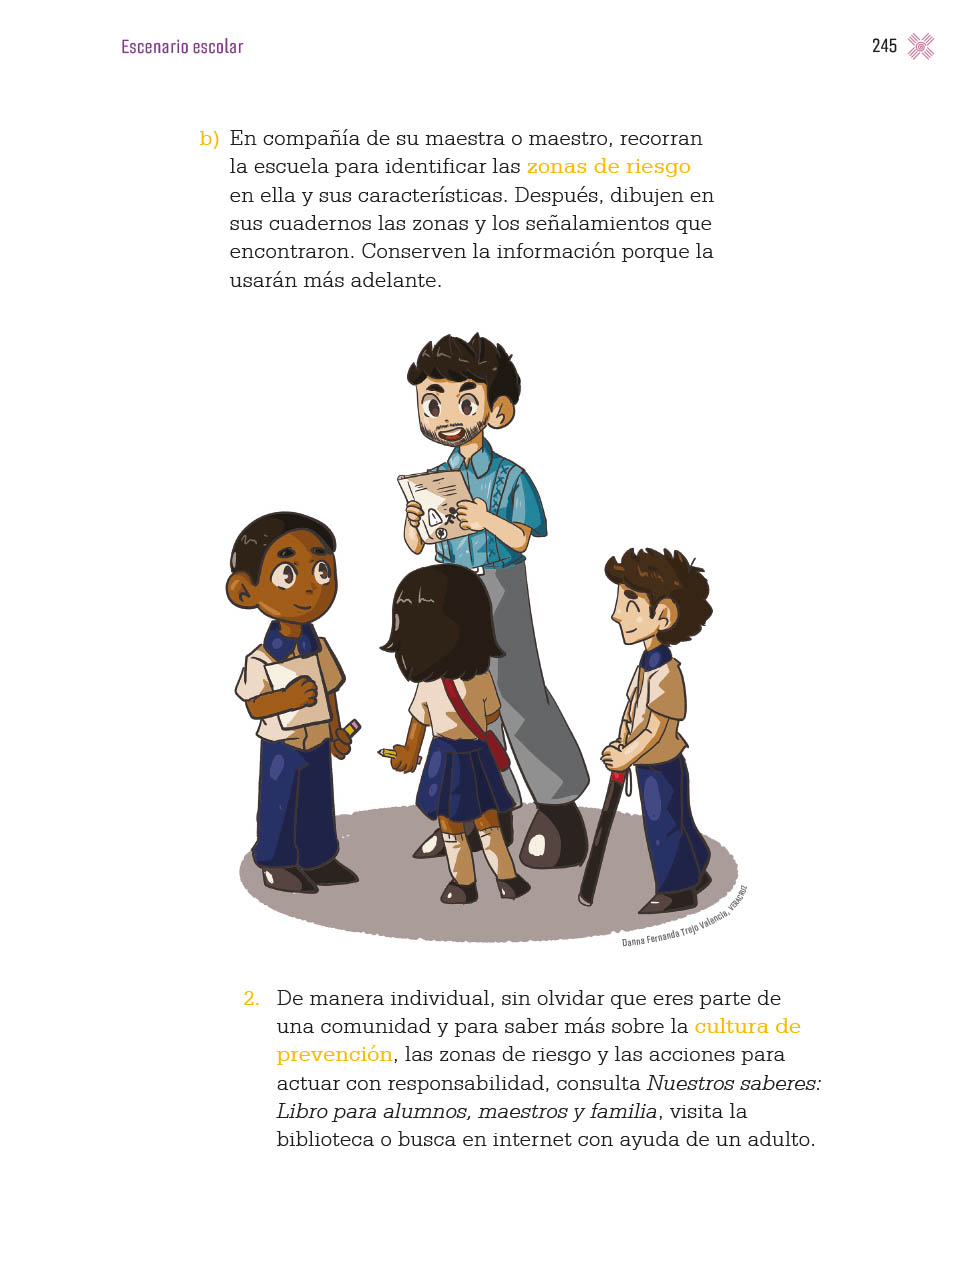 Escenario escolar
245
b) En compañía de su maestra o maestro, recorran
la escuela para identificar las zonas de riesgo
en ella y sus características. Después, dibujen en
sus cuadernos las zonas y los señalamientos que
encontraron. Conserven la información porque la
usarán más adelante.
Danna Fernanda Trejo Valencia, VERACRUZ
2. De manera individual, sin olvidar que eres parte de
una comunidad y para saber más sobre la cultura de
prevención, las zonas de riesgo y las acciones para
actuar con responsabilidad, consulta Nuestros saberes:
Libro para alumnos, maestros y familia, visita la
biblioteca o busca en internet con ayuda de un adulto.